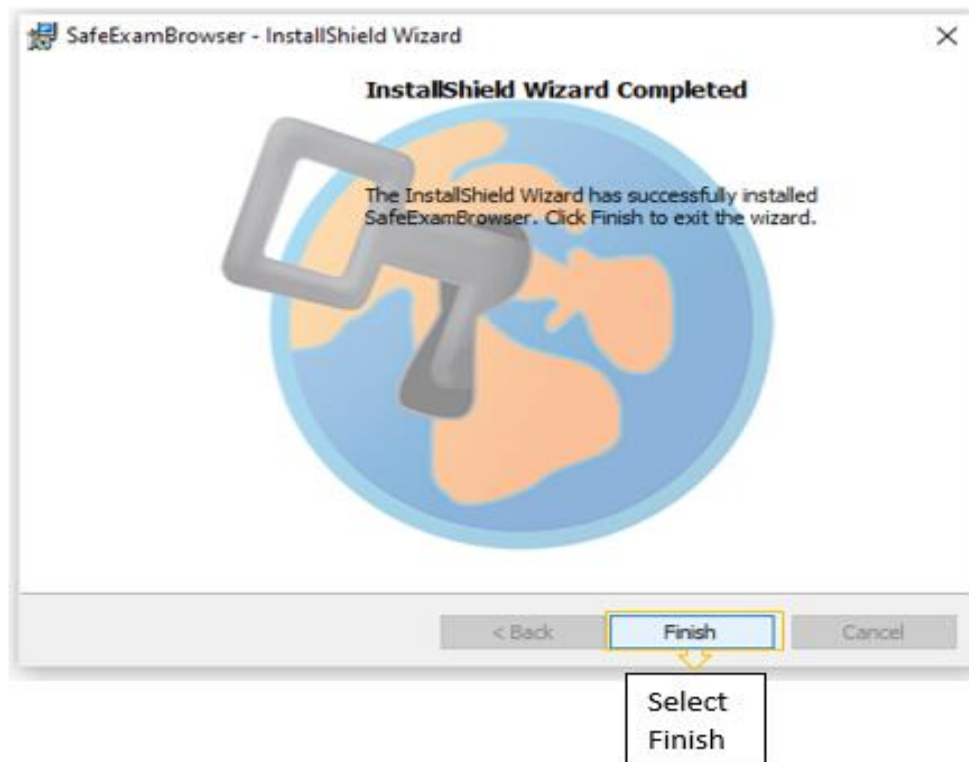 SafeExamBrowser - InstallShield Wizard
InstallShield Wizard Completed
The InstallShield Wizard has successfully installed
SafeExamBrowser. Click Finish to exit the wizard.
< Back Finish Cancel
Select
Finish